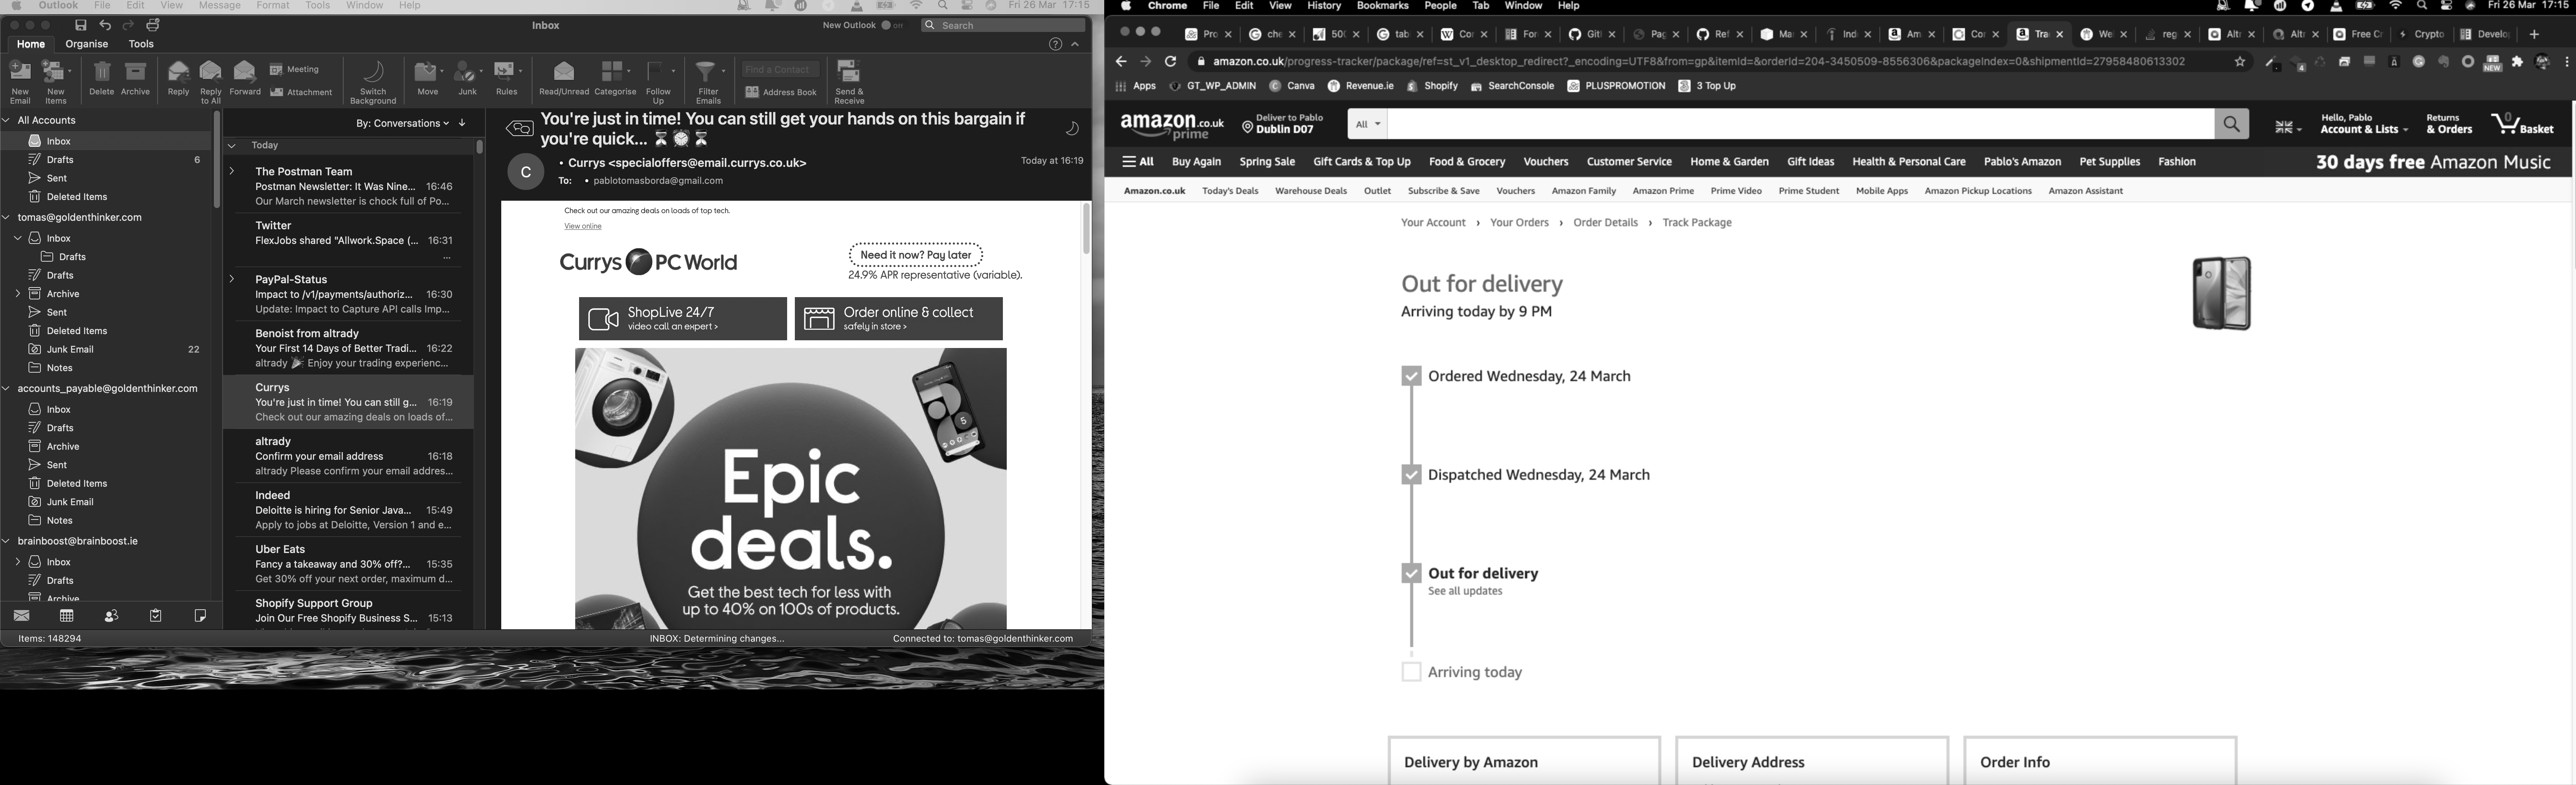 Outlook File Edit View Message Format Tools Window Help
Fri 26 Mar 17:15
Inbox
New Outlook
Search
Home Organise Tools
New Email
New Items
Delete
Archive
Reply
Reply to All
Forward
Meeting
Attachment
Switch Background
Move
Junk
Rules
Read/Unread
Categorise
Follow Up
Filter Emails
Find a Contact
Address Book
Send & Receive
All Accounts
Inbox
Drafts 6
Sent
Deleted Items
tomas@goldenthinker.com
Inbox
Drafts
Drafts
Archive
Sent
Deleted Items
Junk Email 22
Notes
accounts_payable@goldenthinker.com
Inbox
Drafts
Archive
Sent
Deleted Items
Junk Email
Notes
brainboost@brainboost.ie
Inbox
Drafts
Archive
Items: 148294
By: Conversations
Today
The Postman Team
Postman Newsletter: It Was Nine... 16:46
Our March newsletter is chock full of Po...
Twitter
FlexJobs shared "Allwork.Space (... 16:31
...
PayPal-Status
Impact to /v1/payments/authoriz... 16:30
Update: Impact to Capture API calls Imp...
Benoist from altrady
Your First 14 Days of Better Tradi... 16:22
altrady 🎉 Enjoy your trading experienc...
Currys
You're just in time! You can still g... 16:19
Check out our amazing deals on loads of...
altrady
Confirm your email address 16:18
altrady Please confirm your email addres...
Indeed
Deloitte is hiring for Senior Java... 15:49
Apply to jobs at Deloitte, Version 1 and e...
Uber Eats
Fancy a takeaway and 30% off?... 15:35
Get 30% off your next order, maximum d...
Shopify Support Group
Join Our Free Shopify Business S... 15:13
You're just in time! You can still get your hands on this bargain if
you're quick... ⏳⏰⏳
C
Currys <specialoffers@email.currys.co.uk>
Today at 16:19
To: pablotomasborda@gmail.com
Check out our amazing deals on loads of top tech.
View online
Currys PC World
Need it now? Pay later
24.9% APR representative (variable).
ShopLive 24/7
video call an expert >
Order online & collect
safely in store >
Epic
deals.
Get the best tech for less with
up to 40% on 100s of products.
INBOX: Determining changes...
Connected to: tomas@goldenthinker.com
Chrome File Edit View History Bookmarks People Tab Window Help
Fri 26 Mar 17:15
Pro che 50( tab Cor For Git Pag Ref Ma Ind Am Cor Tra We reg Altr Altr Free Cr Crypto Develo
amazon.co.uk/progress-tracker/package/ref=st_v1_desktop_redirect?_encoding=UTF8&from=gp&itemId=&orderId=204-3450509-8556306&packageIndex=0&shipmentId=27958480613302
Apps GT_WP_ADMIN Canva Revenue.ie Shopify SearchConsole PLUSPROMOTION 3 Top Up
amazon.co.uk
prime
Deliver to Pablo
Dublin D07
All
Hello, Pablo
Account & Lists
Returns
& Orders
0
Basket
All Buy Again Spring Sale Gift Cards & Top Up Food & Grocery Vouchers Customer Service Home & Garden Gift Ideas Health & Personal Care Pablo's Amazon Pet Supplies Fashion
30 days free Amazon Music
Amazon.co.uk Today's Deals Warehouse Deals Outlet Subscribe & Save Vouchers Amazon Family Amazon Prime Prime Video Prime Student Mobile Apps Amazon Pickup Locations Amazon Assistant
Your Account › Your Orders › Order Details › Track Package
Out for delivery
Arriving today by 9 PM
Ordered Wednesday, 24 March
Dispatched Wednesday, 24 March
Out for delivery
See all updates
Arriving today
Delivery by Amazon
Delivery Address
Order Info